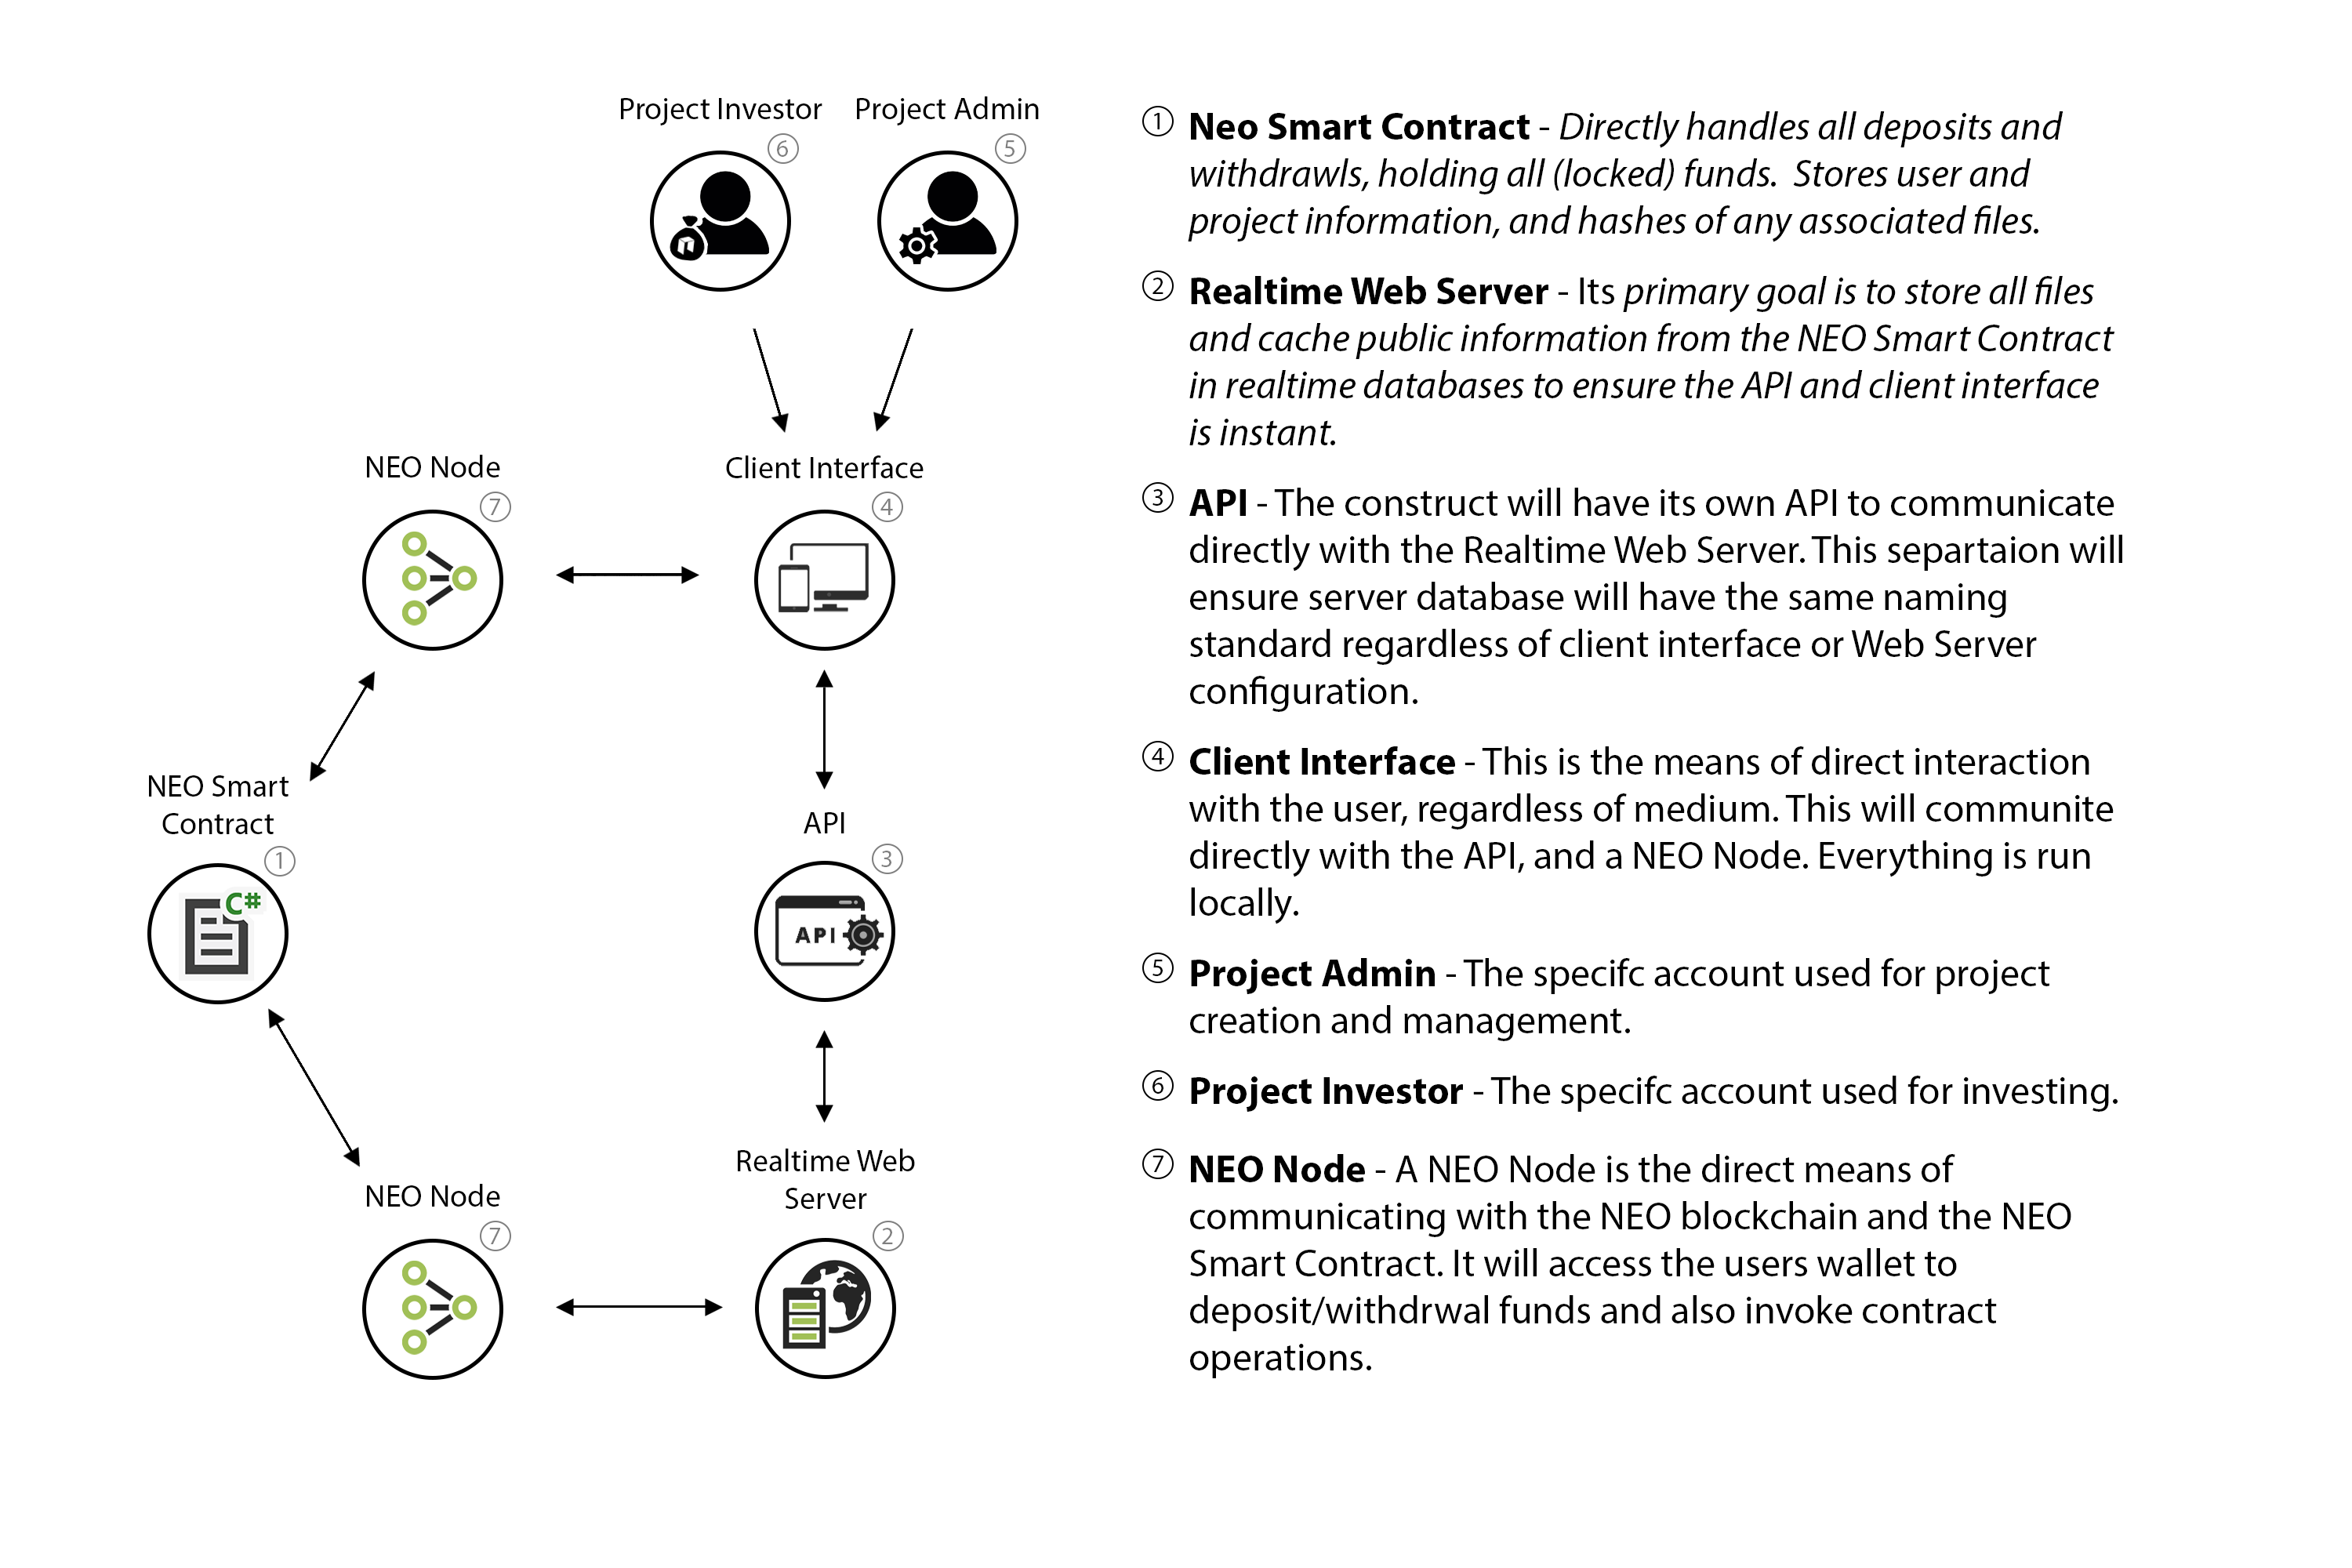 Project Investor
Project Admin
6
5
NEO Node
Client Interface
7
4
NEO Smart
Contract
API
1
3
C#
API
Realtime Web
Server
NEO Node
7
2
1 Neo Smart Contract - Directly handles all deposits and
withdrawls, holding all (locked) funds. Stores user and
project information, and hashes of any associated files.
2 Realtime Web Server - Its primary goal is to store all files
and cache public information from the NEO Smart Contract
in realtime databases to ensure the API and client interface
is instant.
3 API - The construct will have its own API to communicate
directly with the Realtime Web Server. This separtaion will
ensure server database will have the same naming
standard regardless of client interface or Web Server
configuration.
4 Client Interface - This is the means of direct interaction
with the user, regardless of medium. This will communite
directly with the API, and a NEO Node. Everything is run
locally.
5 Project Admin - The specifc account used for project
creation and management.
6 Project Investor - The specifc account used for investing.
7 NEO Node - A NEO Node is the direct means of
communicating with the NEO blockchain and the NEO
Smart Contract. It will access the users wallet to
deposit/withdrwal funds and also invoke contract
operations.